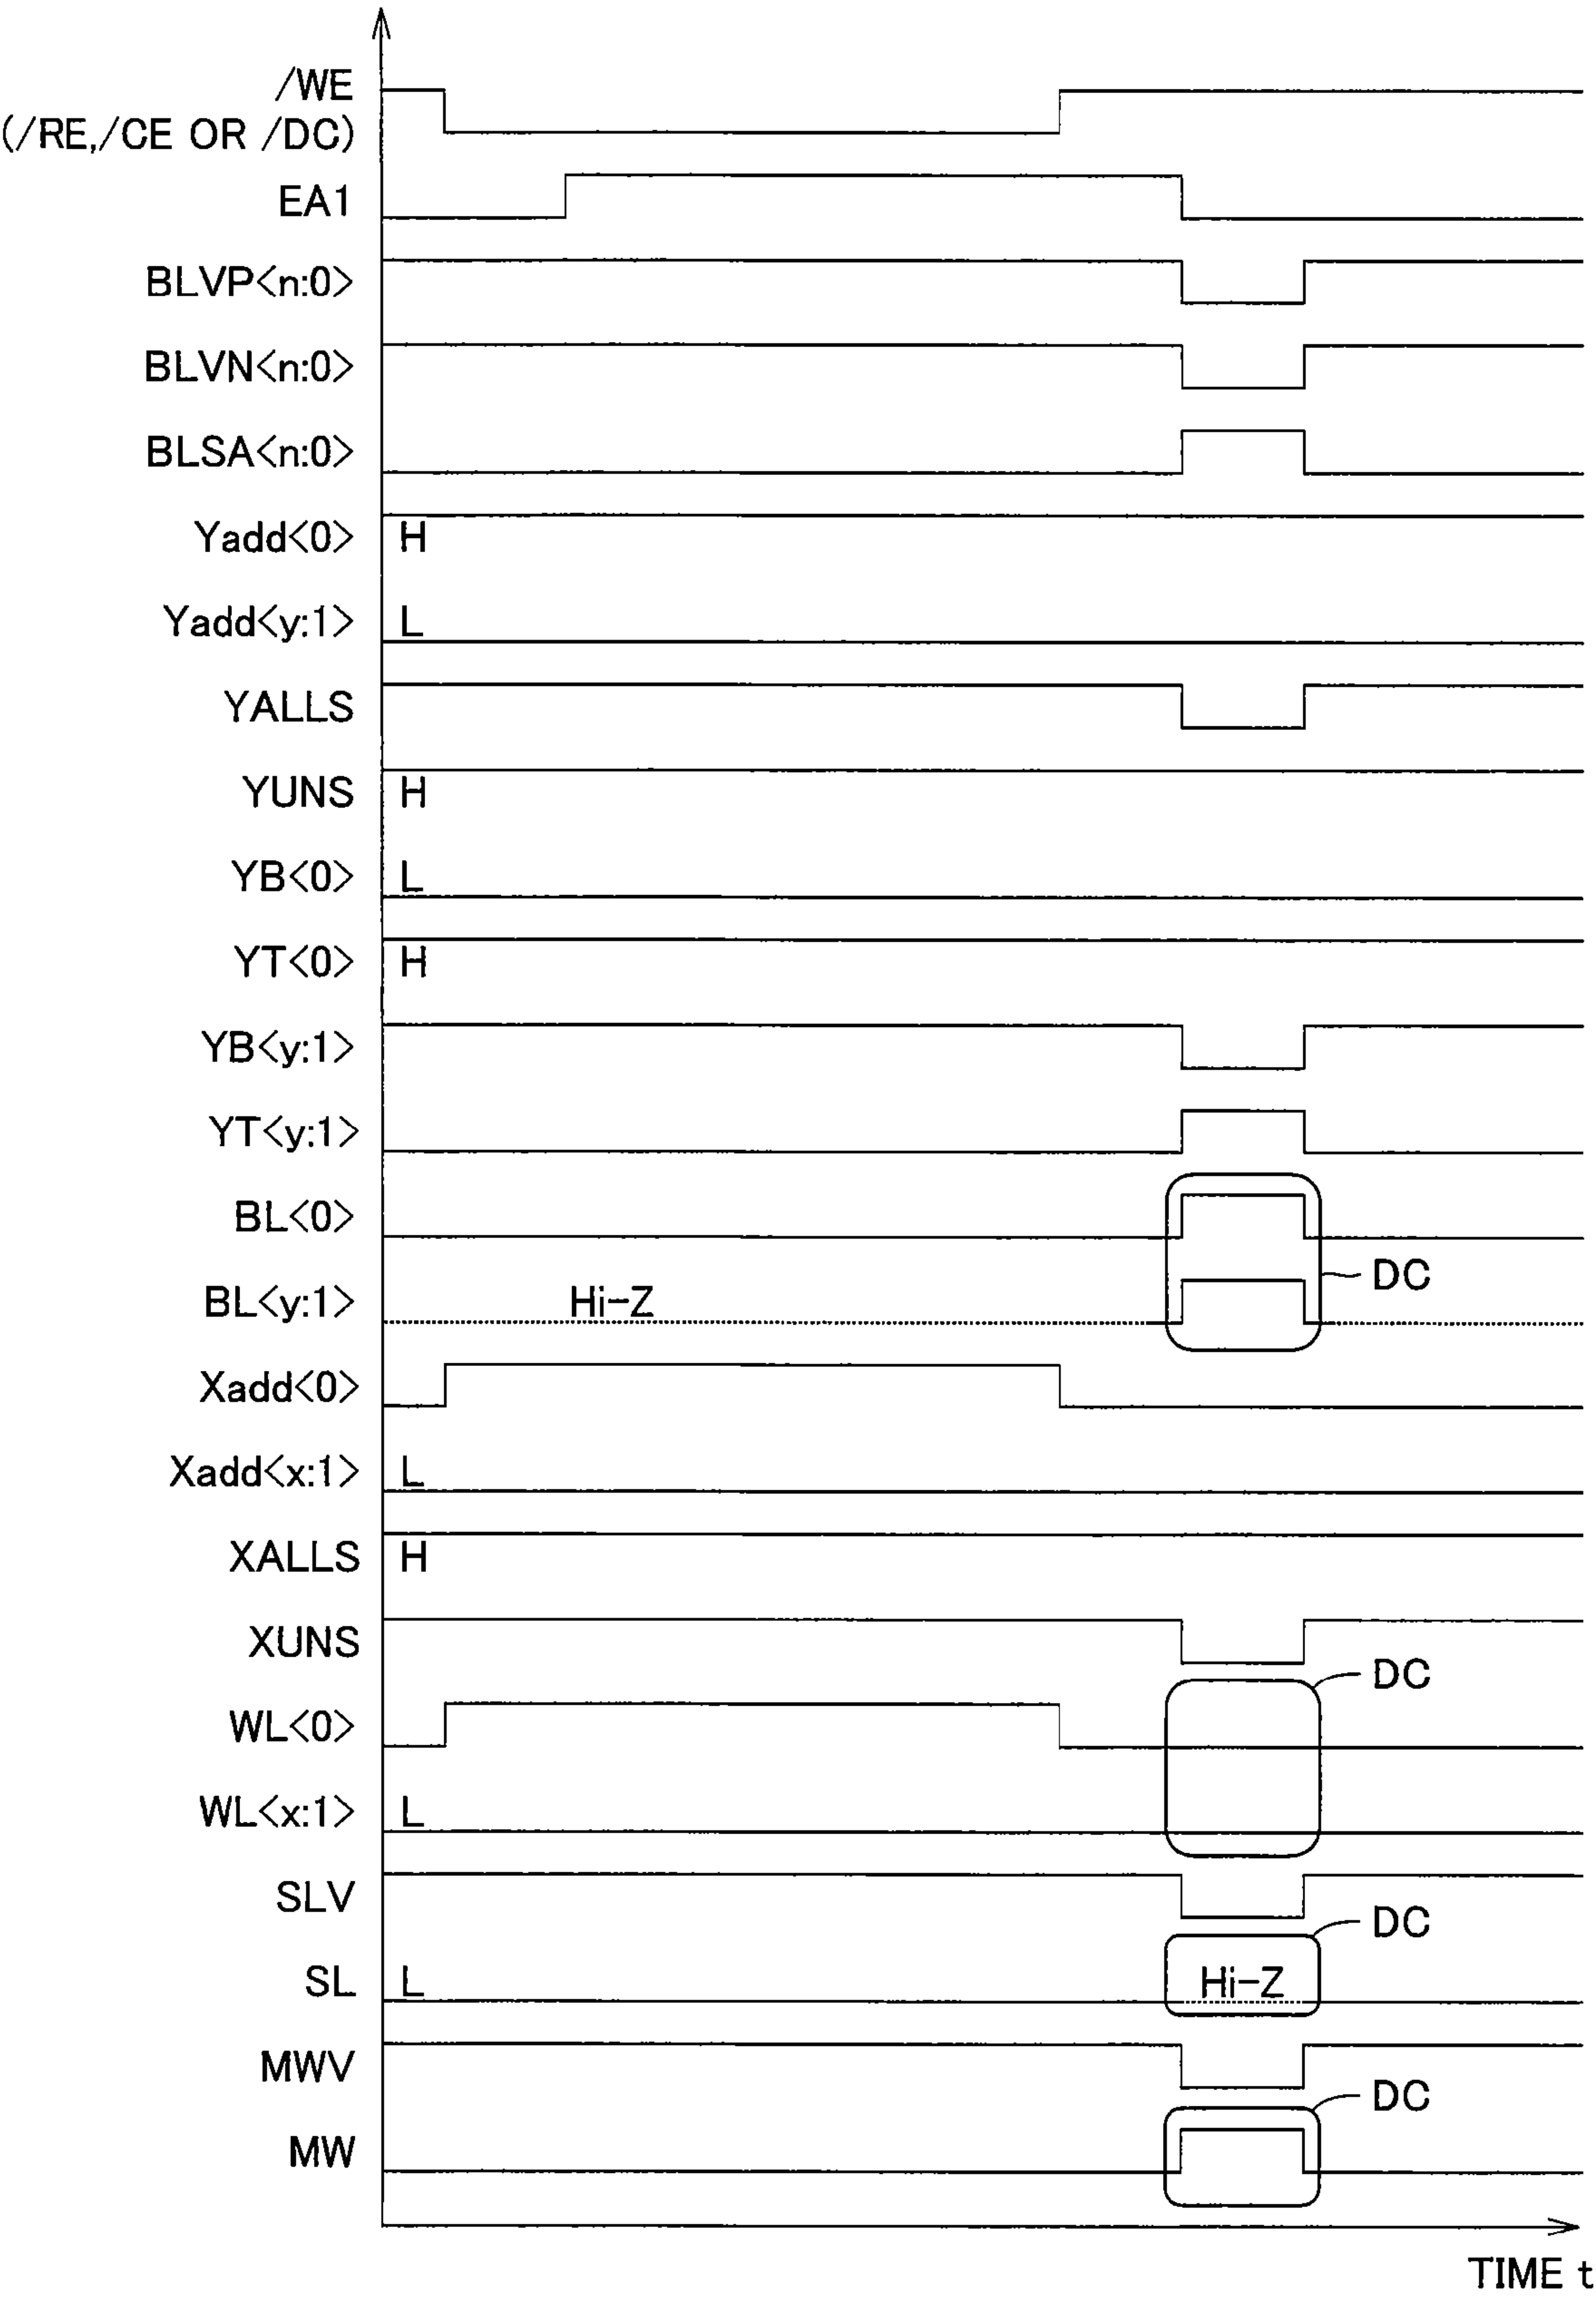 /WE
(/RE,/CE OR /DC)
EA1
BLVP<n:0>
BLVN<n:0>
BLSA<n:0>
Yadd<0> H
Yadd<y:1> L
YALLS
YUNS H
YB<0> L
YT<0> H
YB<y:1>
YT<y:1>
BL<0>
DC
BL<y:1> Hi-Z
Xadd<0>
Xadd<x:1> L
XALLS H
XUNS
DC
WL<0>
WL<x:1> L
SLV
DC
SL L Hi-Z
MWV
DC
MW
TIME t